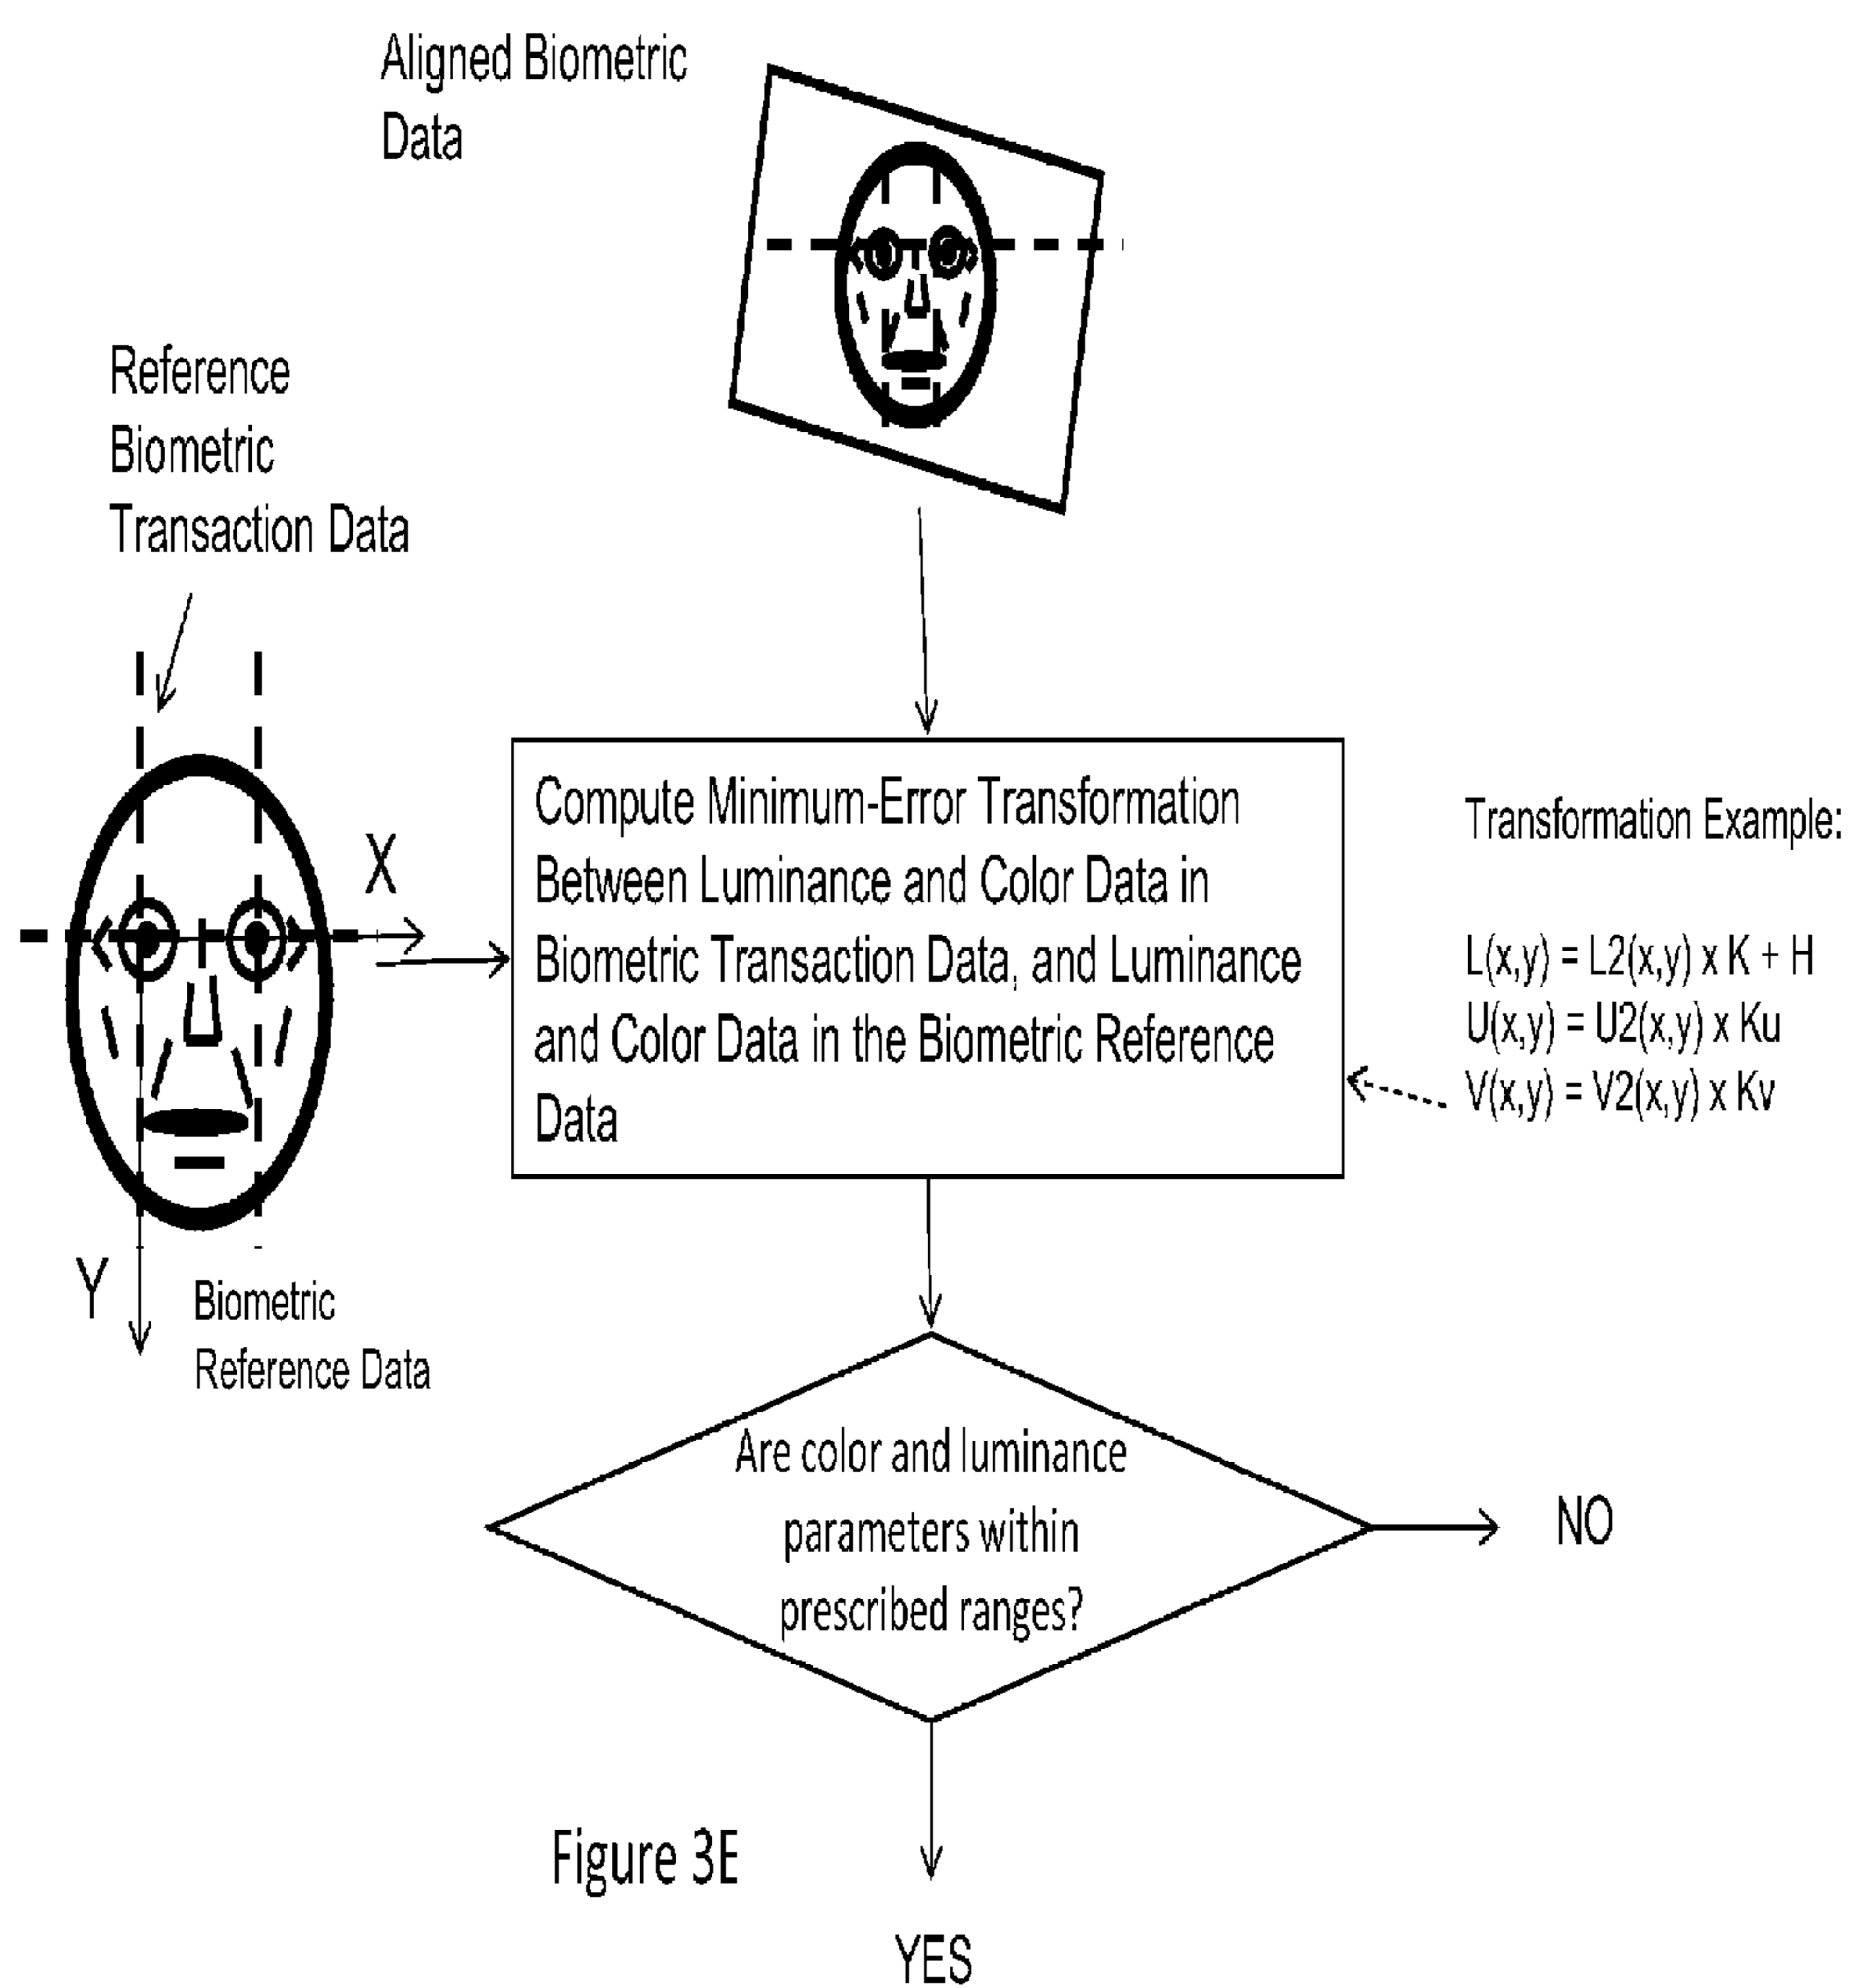 Aligned Biometric
Data
Reference
Biometric
Transaction Data
X
Compute Minimum-Error Transformation
Between Luminance and Color Data in
Biometric Transaction Data, and Luminance
and Color Data in the Biometric Reference
Data
Transformation Example:
L(x,y) = L2(x,y) x K + H
U(x,y) = U2(x,y) x Ku
V(x,y) = V2(x,y) x Kv
Y
Biometric
Reference Data
Are color and luminance
parameters within
prescribed ranges?
NO
Figure 3E
YES